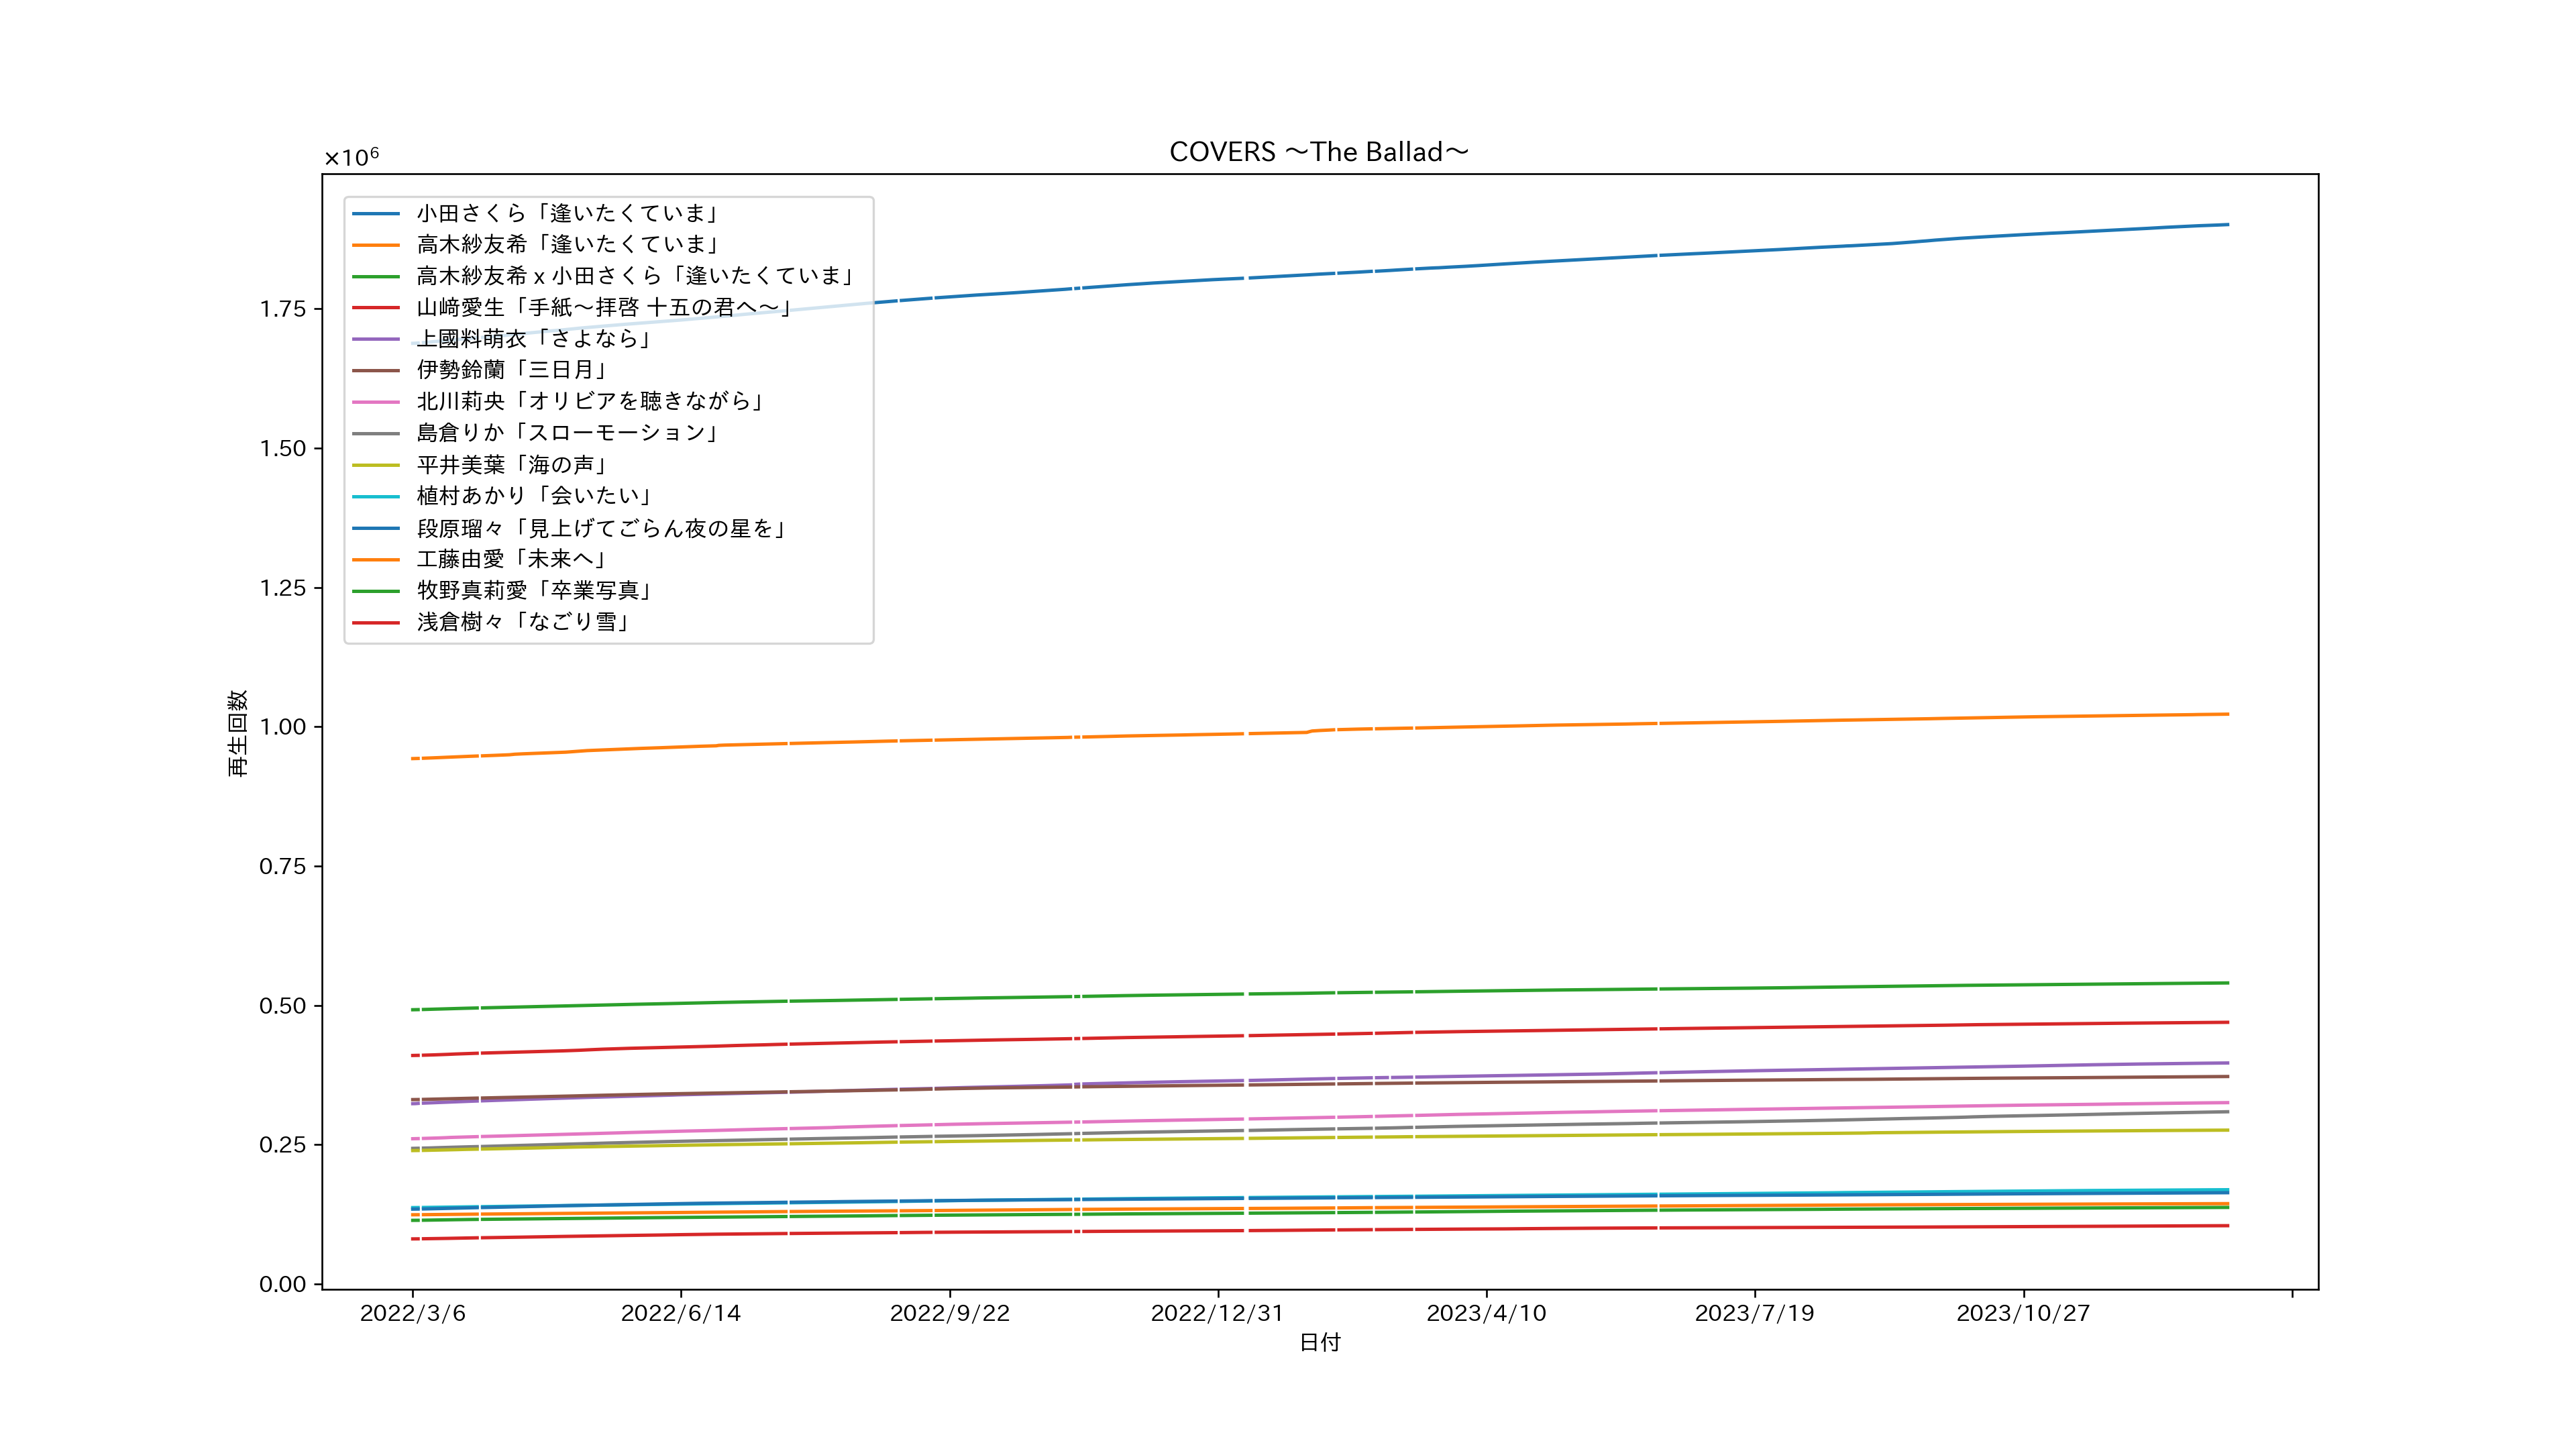 COVERS ～The Ballad～
×10⁶
小田さくら「逢いたくていま」
高木紗友希「逢いたくていま」
高木紗友希 x 小田さくら「逢いたくていま」
山﨑愛生「手紙～拝啓 十五の君へ～」
上國料萌衣「さよなら」
伊勢鈴蘭「三日月」
北川莉央「オリビアを聴きながら」
島倉りか「スローモーション」
平井美葉「海の声」
植村あかり「会いたい」
段原瑠々「見上げてごらん夜の星を」
工藤由愛「未来へ」
牧野真莉愛「卒業写真」
浅倉樹々「なごり雪」
1.75
1.50
1.25
1.00
0.75
0.50
0.25
0.00
再生回数
2022/3/6 2022/6/14 2022/9/22 2022/12/31 2023/4/10 2023/7/19 2023/10/27
日付